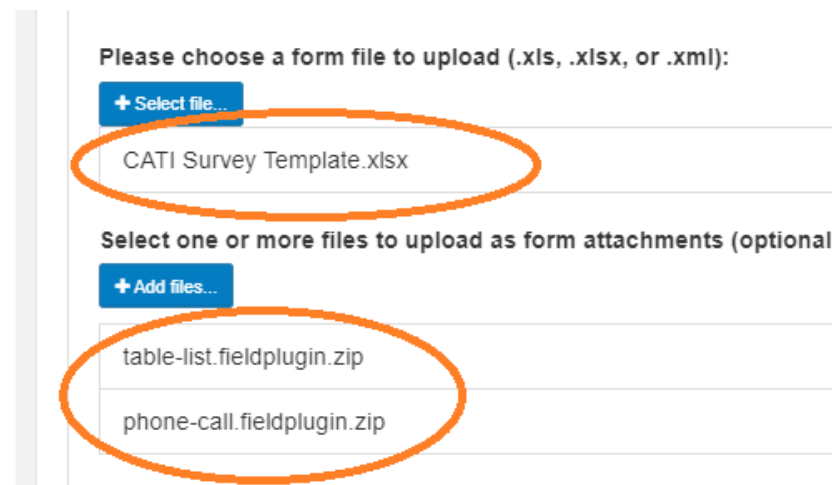 Please choose a form file to upload (.xls, .xlsx, or .xml):
+ Select file...
CATI Survey Template.xlsx
Select one or more files to upload as form attachments (optional
+ Add files...
table-list.fieldplugin.zip
phone-call.fieldplugin.zip